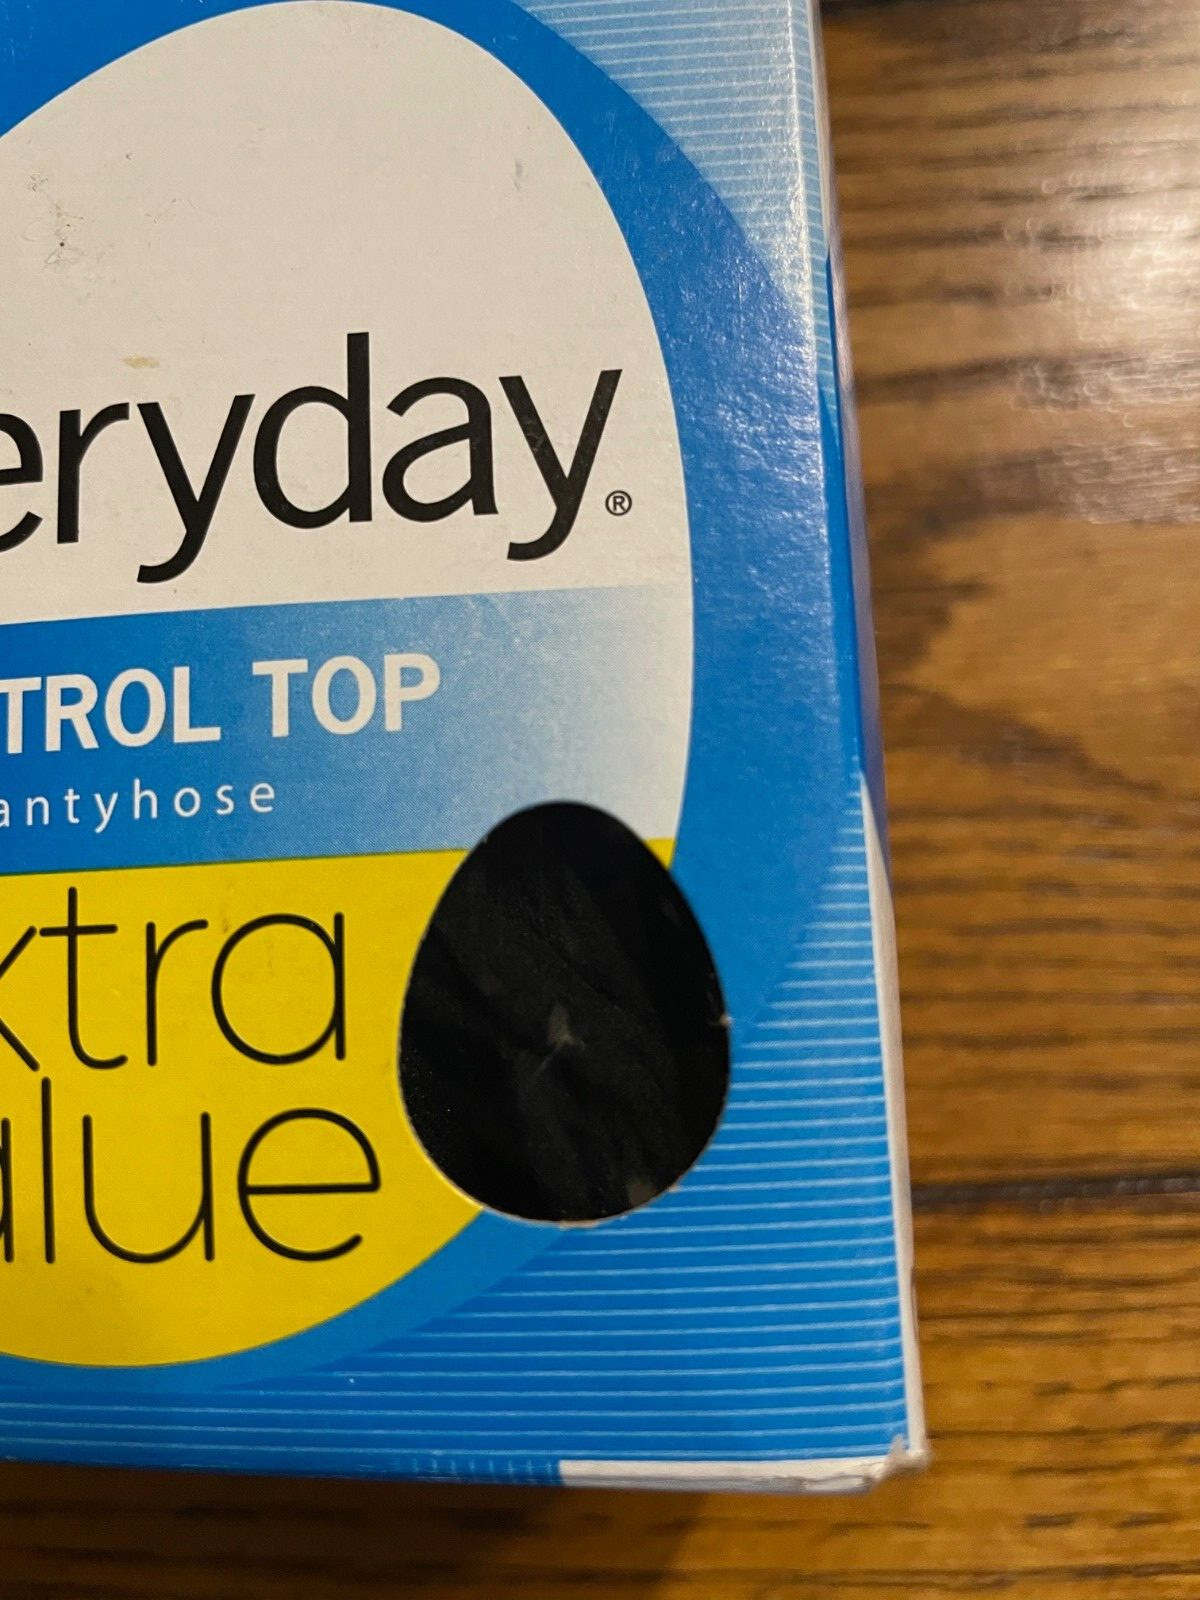 eryday®
TROL TOP
antyhose
xtra
alue